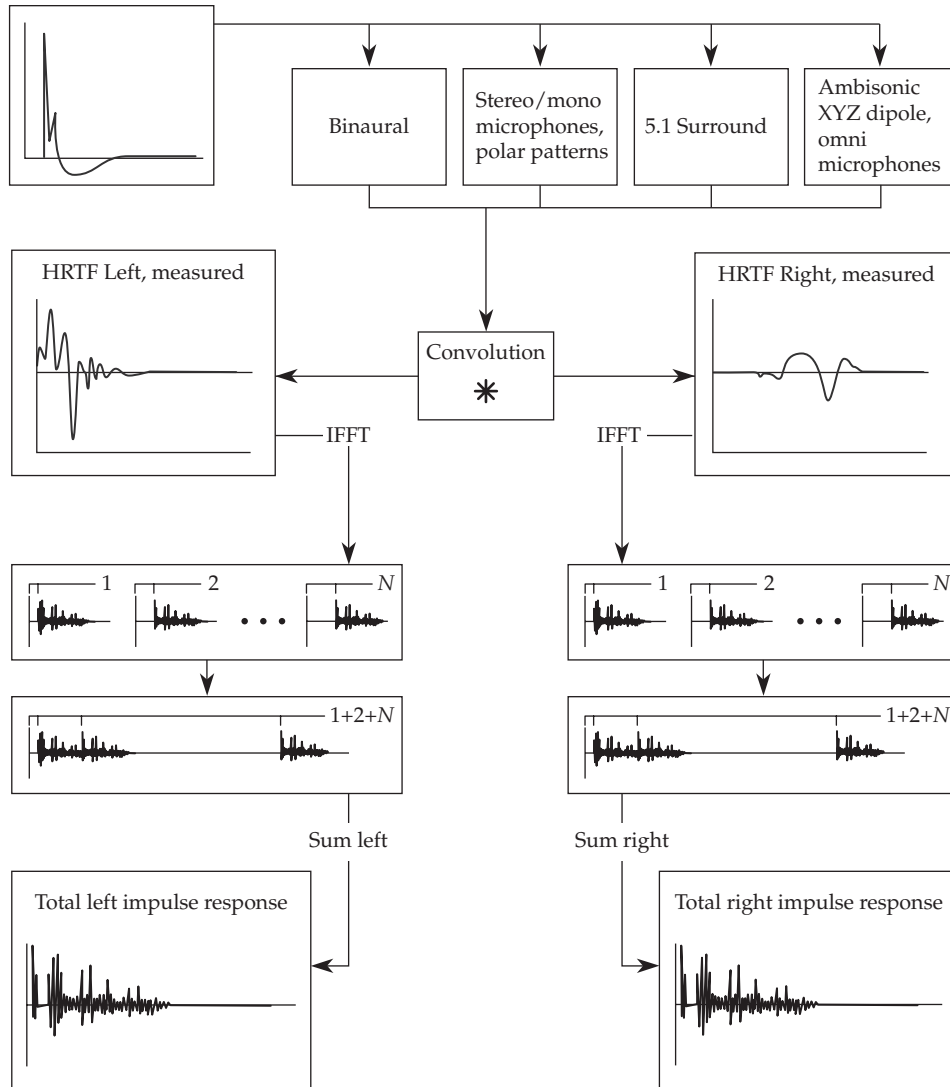 Binaural
Stereo/mono
microphones,
polar patterns
5.1 Surround
Ambisonic
XYZ dipole,
omni
microphones
HRTF Left, measured
HRTF Right, measured
Convolution
*
IFFT
IFFT
1
2
N
1
2
N
1+2+N
1+2+N
Sum left
Sum right
Total left impulse response
Total right impulse response